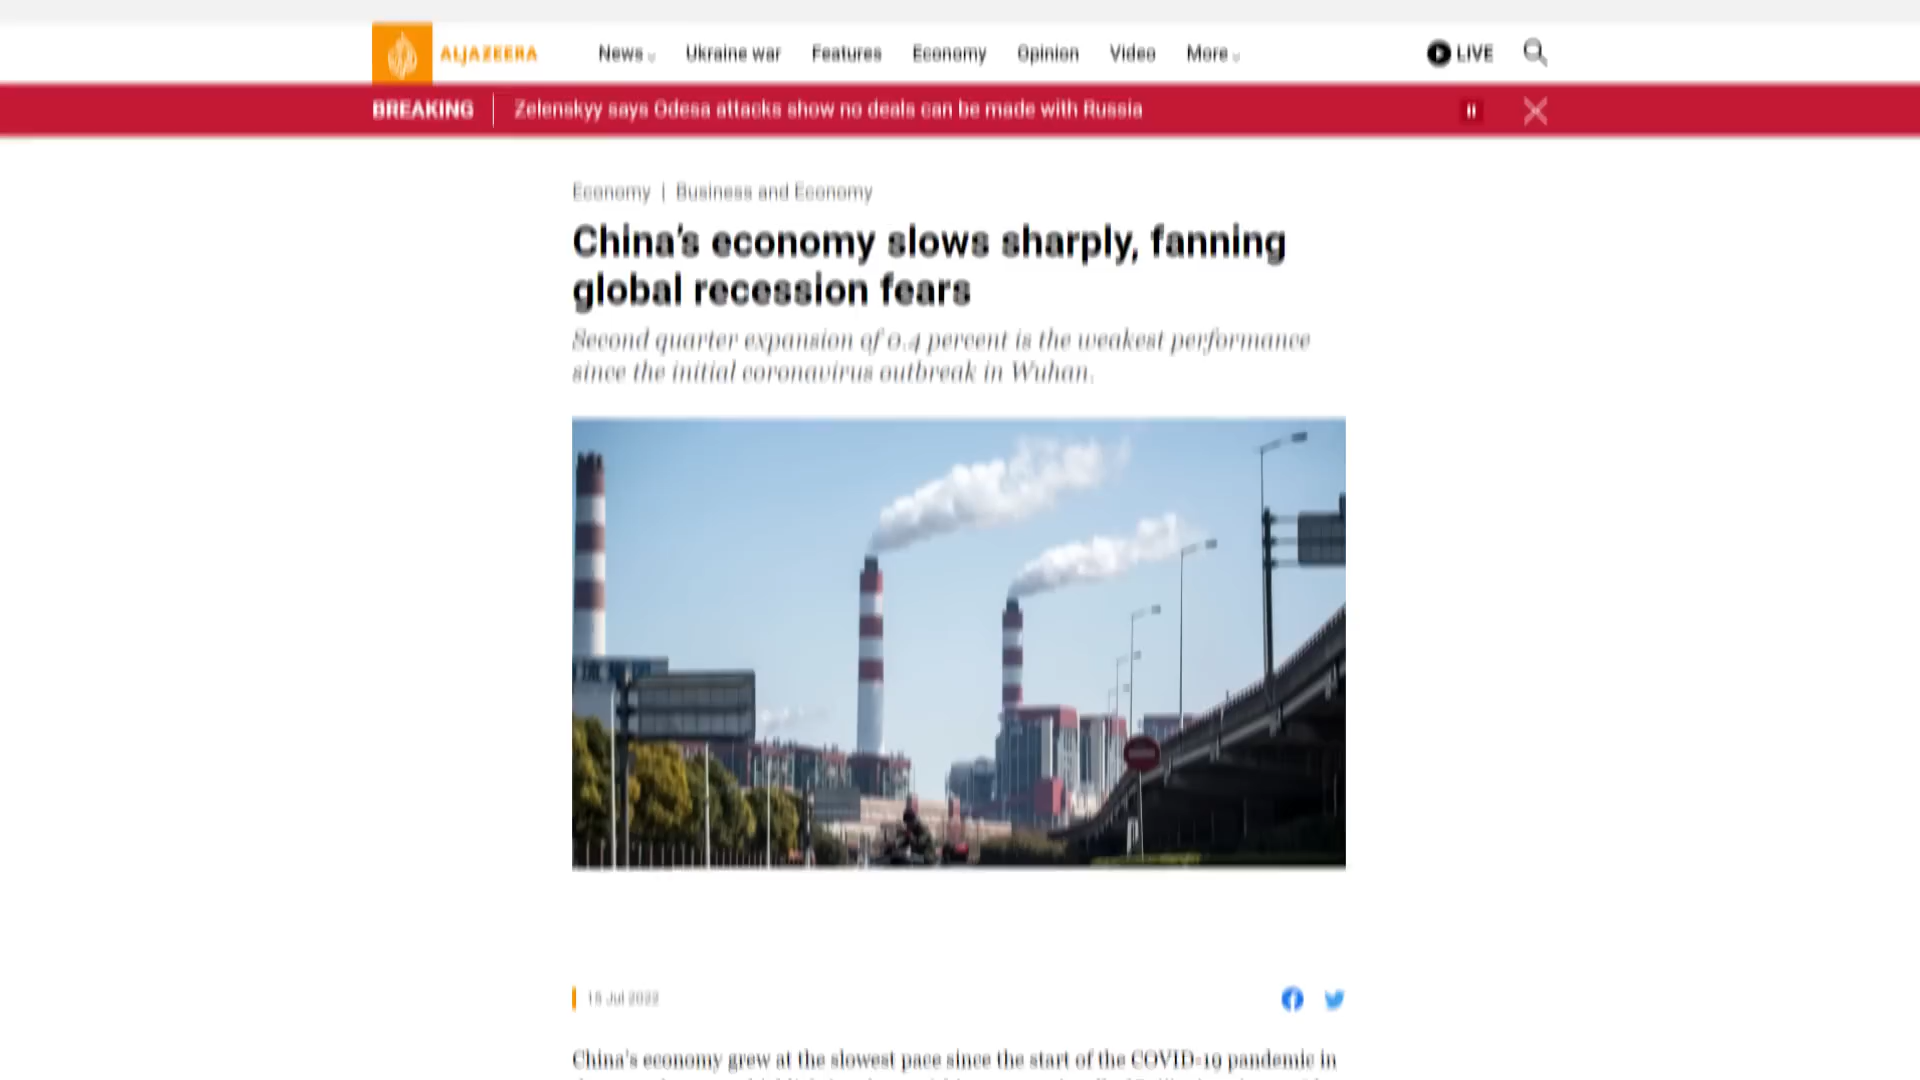 ALJAZEERA
News
Ukraine war
Features
Economy
Opinion
Video
More
LIVE
BREAKING
Zelenskyy says Odesa attacks show no deals can be made with Russia
Economy | Business and Economy
China's economy slows sharply, fanning
global recession fears
Second quarter expansion of 0.4 percent is the weakest performance
since the initial coronavirus outbreak in Wuhan.
15 Jul 2022
China's economy grew at the slowest pace since the start of the COVID-19 pandemic in